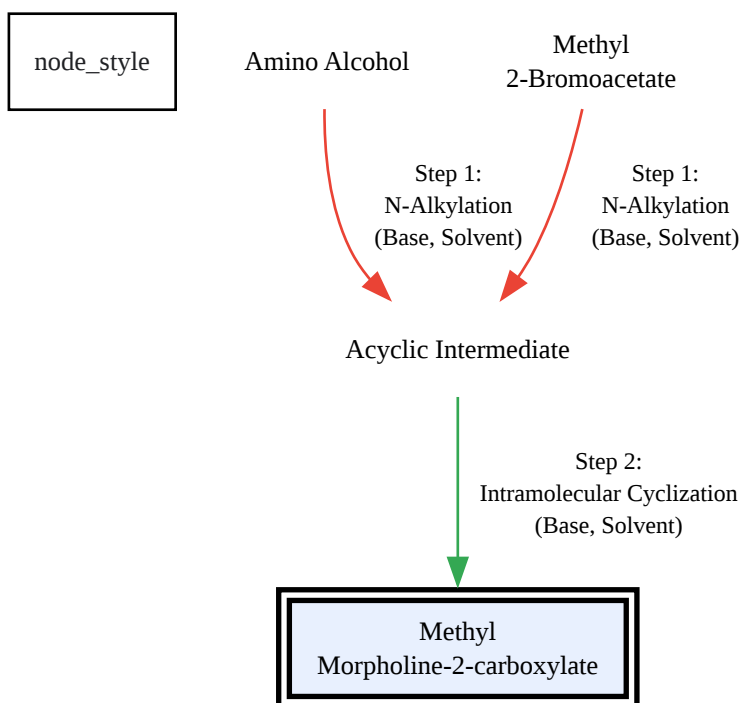 node_style
Amino Alcohol
Methyl
2-Bromoacetate
Step 1:
N-Alkylation
(Base, Solvent)
Step 1:
N-Alkylation
(Base, Solvent)
Acyclic Intermediate
Step 2:
Intramolecular Cyclization
(Base, Solvent)
Methyl
Morpholine-2-carboxylate